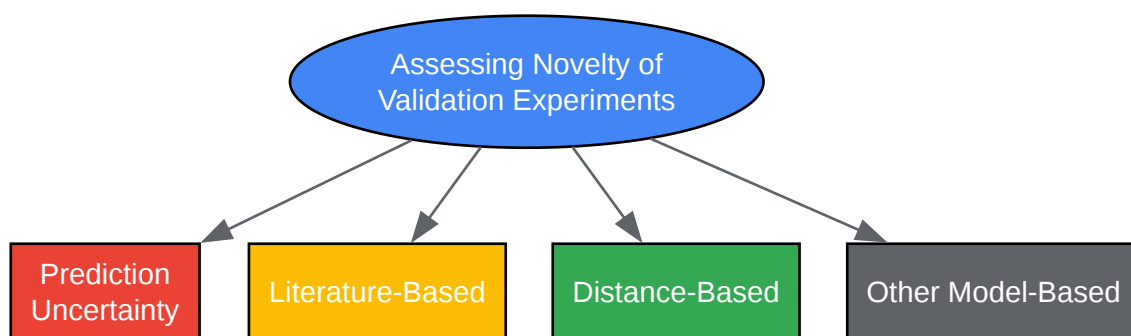 Assessing Novelty of
Validation Experiments
Prediction
Uncertainty
Literature-Based
Distance-Based
Other Model-Based